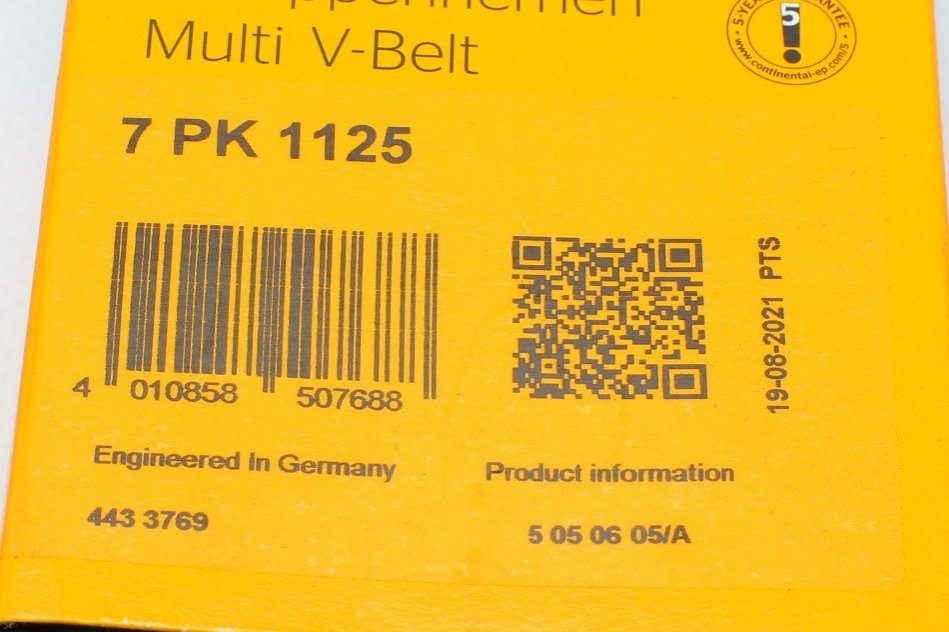 Multi V-Belt
5
www.continental-ep.com/5
7 PK 1125
19-08-2021 PTS
4 010858 507688
Engineered In Germany
Product information
443 3769
5 05 06 05/A